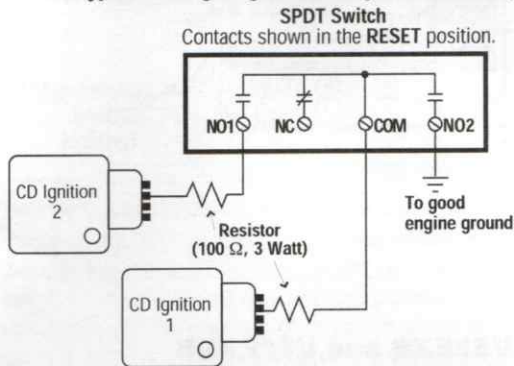 SPDT Switch
Contacts shown in the RESET position.
NO1 NC COM NO2
CD Ignition
2
To good
engine ground
Resistor
(100 Ω, 3 Watt)
CD Ignition
1